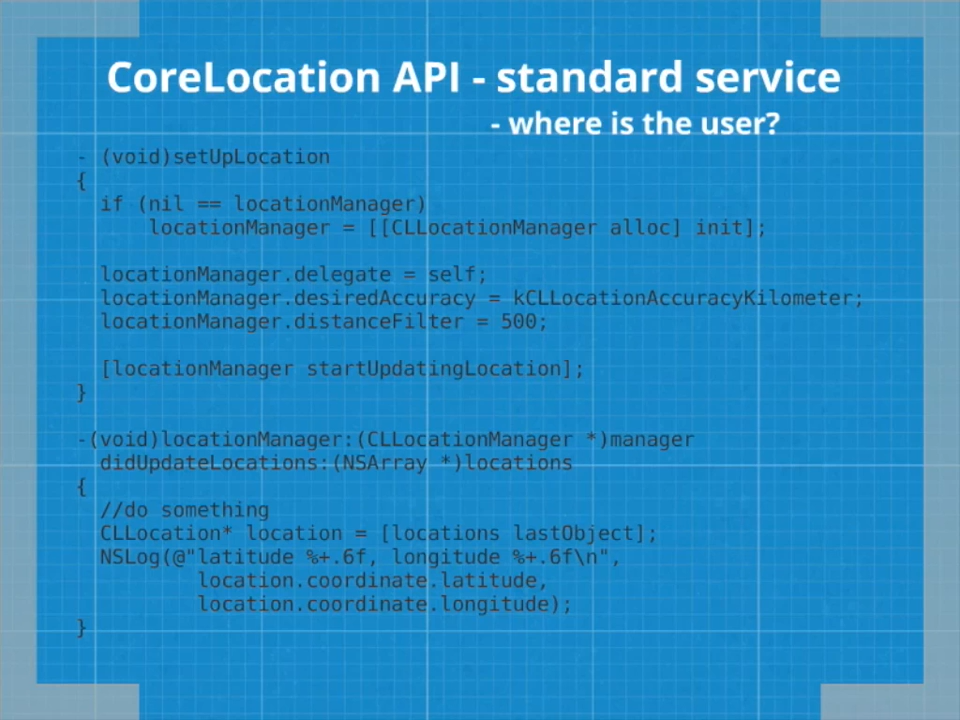 CoreLocation API - standard service
- where is the user?
- (void)setUpLocation
{
  if (nil == locationManager)
      locationManager = [[CLLocationManager alloc] init];

  locationManager.delegate = self;
  locationManager.desiredAccuracy = kCLLocationAccuracyKilometer;
  locationManager.distanceFilter = 500;

  [locationManager startUpdatingLocation];
}

-(void)locationManager:(CLLocationManager *)manager
  didUpdateLocations:(NSArray *)locations
{
  //do something
  CLLocation* location = [locations lastObject];
  NSLog(@"latitude %+.6f, longitude %+.6f\n",
          location.coordinate.latitude,
          location.coordinate.longitude);
}